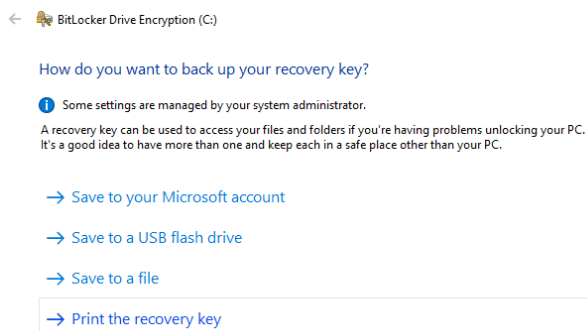 BitLocker Drive Encryption (C:)
How do you want to back up your recovery key?
Some settings are managed by your system administrator.
A recovery key can be used to access your files and folders if you're having problems unlocking your PC.
It's a good idea to have more than one and keep each in a safe place other than your PC.
Save to your Microsoft account
Save to a USB flash drive
Save to a file
Print the recovery key